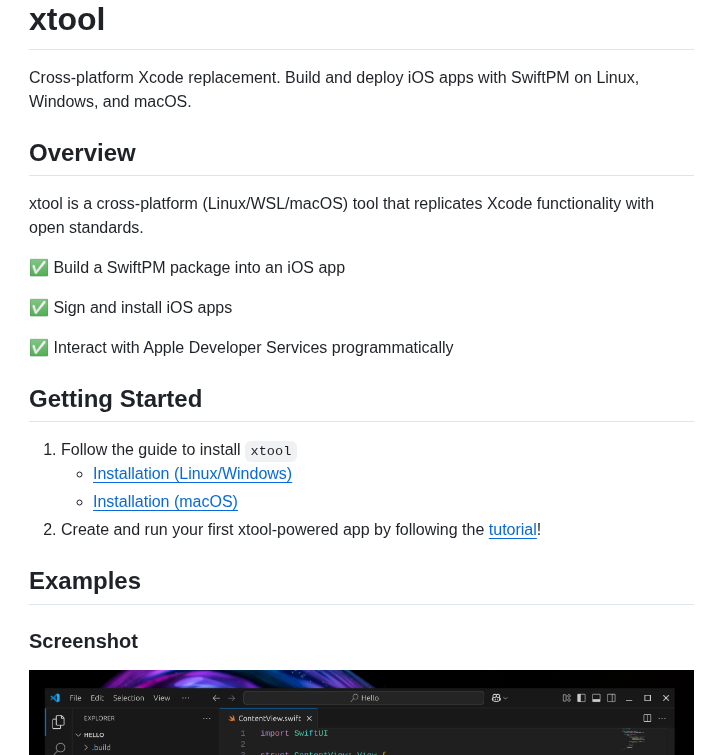 xtool
Cross-platform Xcode replacement. Build and deploy iOS apps with SwiftPM on Linux,
Windows, and macOS.
Overview
xtool is a cross-platform (Linux/WSL/macOS) tool that replicates Xcode functionality with
open standards.
✅ Build a SwiftPM package into an iOS app
✅ Sign and install iOS apps
✅ Interact with Apple Developer Services programmatically
Getting Started
1. Follow the guide to install xtool
Installation (Linux/Windows)
Installation (macOS)
2. Create and run your first xtool-powered app by following the tutorial!
Examples
Screenshot
File Edit Selection View ··· Hello
EXPLORER ··· ContentView.swift
HELLO 1 import SwiftUI
.build 2